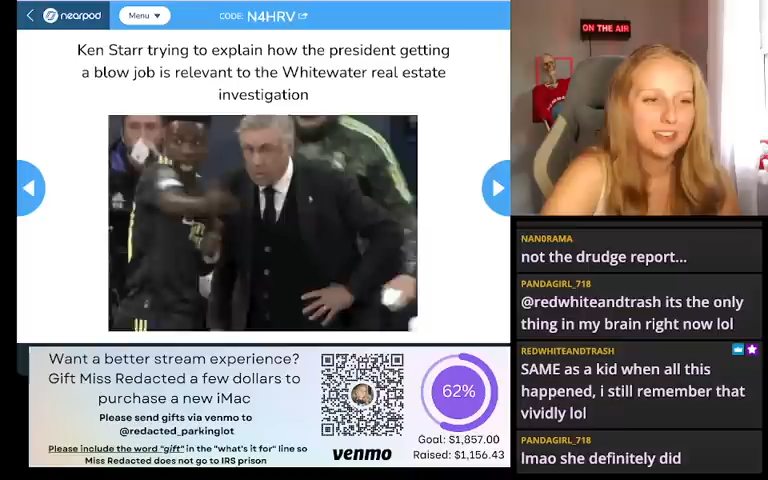 nearpod
Menu
CODE: N4HRV
Ken Starr trying to explain how the president getting
a blow job is relevant to the Whitewater real estate
investigation
ON THE AIR
NAN0RAMA
not the drudge report...
PANDAGIRL_718
@redwhiteandtrash its the only
thing in my brain right now lol
REDWHITEANDTRASH
SAME as a kid when all this
happened, i still remember that
vividly lol
PANDAGIRL_718
lmao she definitely did
Want a better stream experience?
Gift Miss Redacted a few dollars to
purchase a new iMac
Please send gifts via venmo to
@redacted_parkinglot
Please include the word "gift" in the "what's it for" line so
Miss Redacted does not go to IRS prison
venmo
62%
Goal: $1,857.00
Raised: $1,156.43